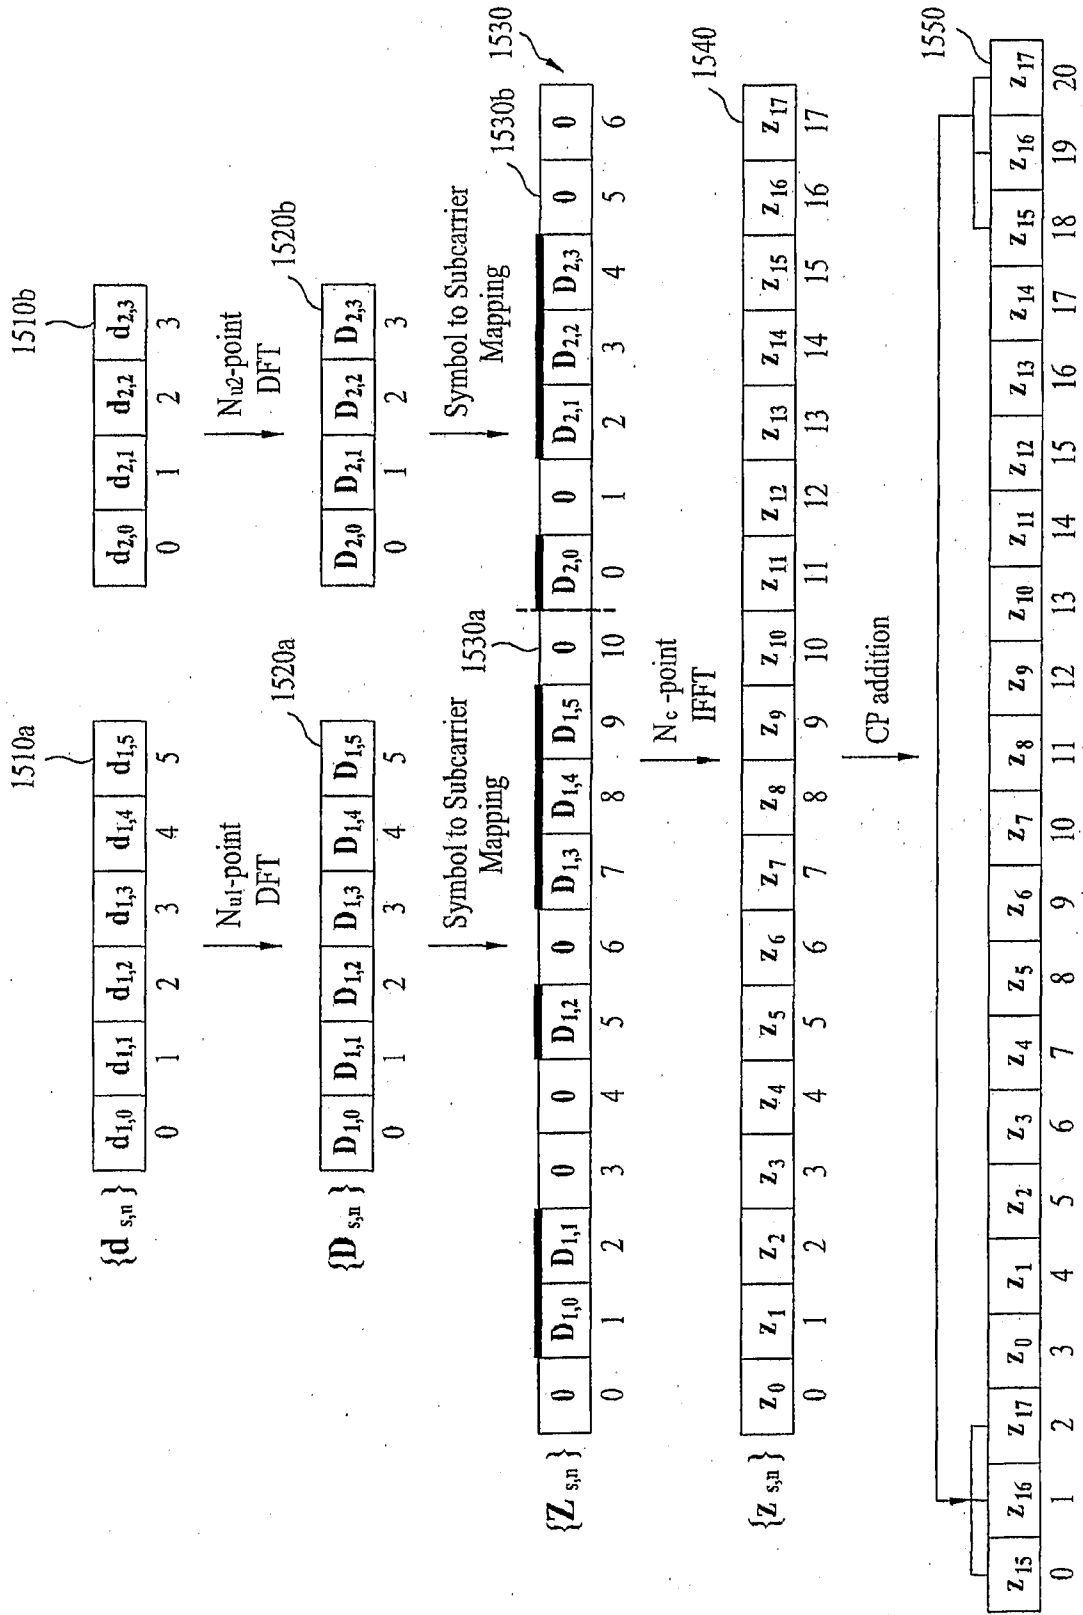 1510a
1510b
{d s,n }
d1,0 d1,1 d1,2 d1,3 d1,4 d1,5
d2,0 d2,1 d2,2 d2,3
0 1 2 3 4 5
0 1 2 3
Nu1-point
DFT
Nu2-point
DFT
1520a
1520b
{D s,n }
D1,0 D1,1 D1,2 D1,3 D1,4 D1,5
D2,0 D2,1 D2,2 D2,3
0 1 2 3 4 5
0 1 2 3
Symbol to Subcarrier
Mapping
Symbol to Subcarrier
Mapping
1530a
1530b
1530
{Z s,n }
0 D1,0 D1,1 0 0 D1,2 0 D1,3 D1,4 D1,5 0 D2,0 0 D2,1 D2,2 D2,3 0 0
0 1 2 3 4 5 6 7 8 9 10 0 1 2 3 4 5 6
Nc -point
IFFT
1540
{z s,n }
z0 z1 z2 z3 z4 z5 z6 z7 z8 z9 z10 z11 z12 z13 z14 z15 z16 z17
0 1 2 3 4 5 6 7 8 9 10 11 12 13 14 15 16 17
CP addition
1550
z15 z16 z17 z0 z1 z2 z3 z4 z5 z6 z7 z8 z9 z10 z11 z12 z13 z14 z15 z16 z17
0 1 2 3 4 5 6 7 8 9 10 11 12 13 14 15 16 17 18 19 20